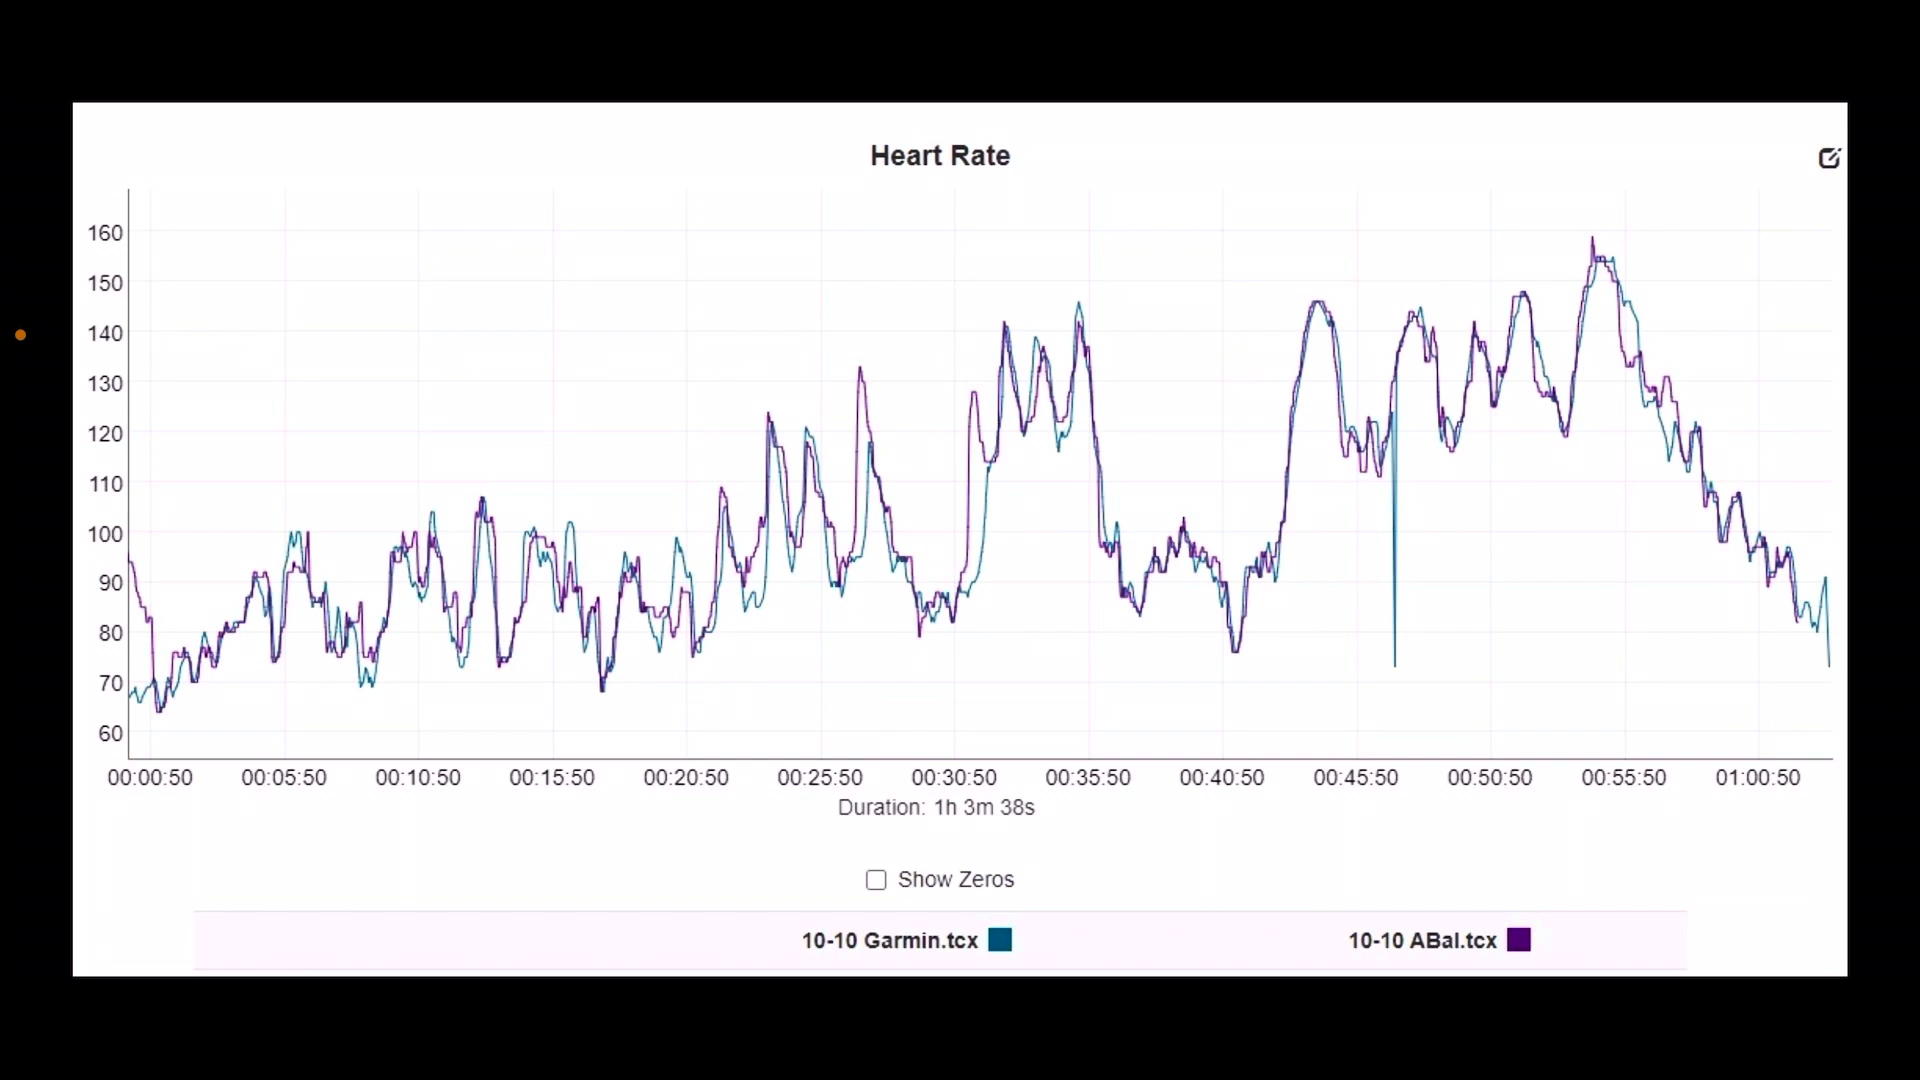 Heart Rate
160
150
140
130
120
110
100
90
80
70
60
00:00:50 00:05:50 00:10:50 00:15:50 00:20:50 00:25:50 00:30:50 00:35:50 00:40:50 00:45:50 00:50:50 00:55:50 01:00:50
Duration: 1h 3m 38s
Show Zeros
10-10 Garmin.tcx 10-10 ABal.tcx